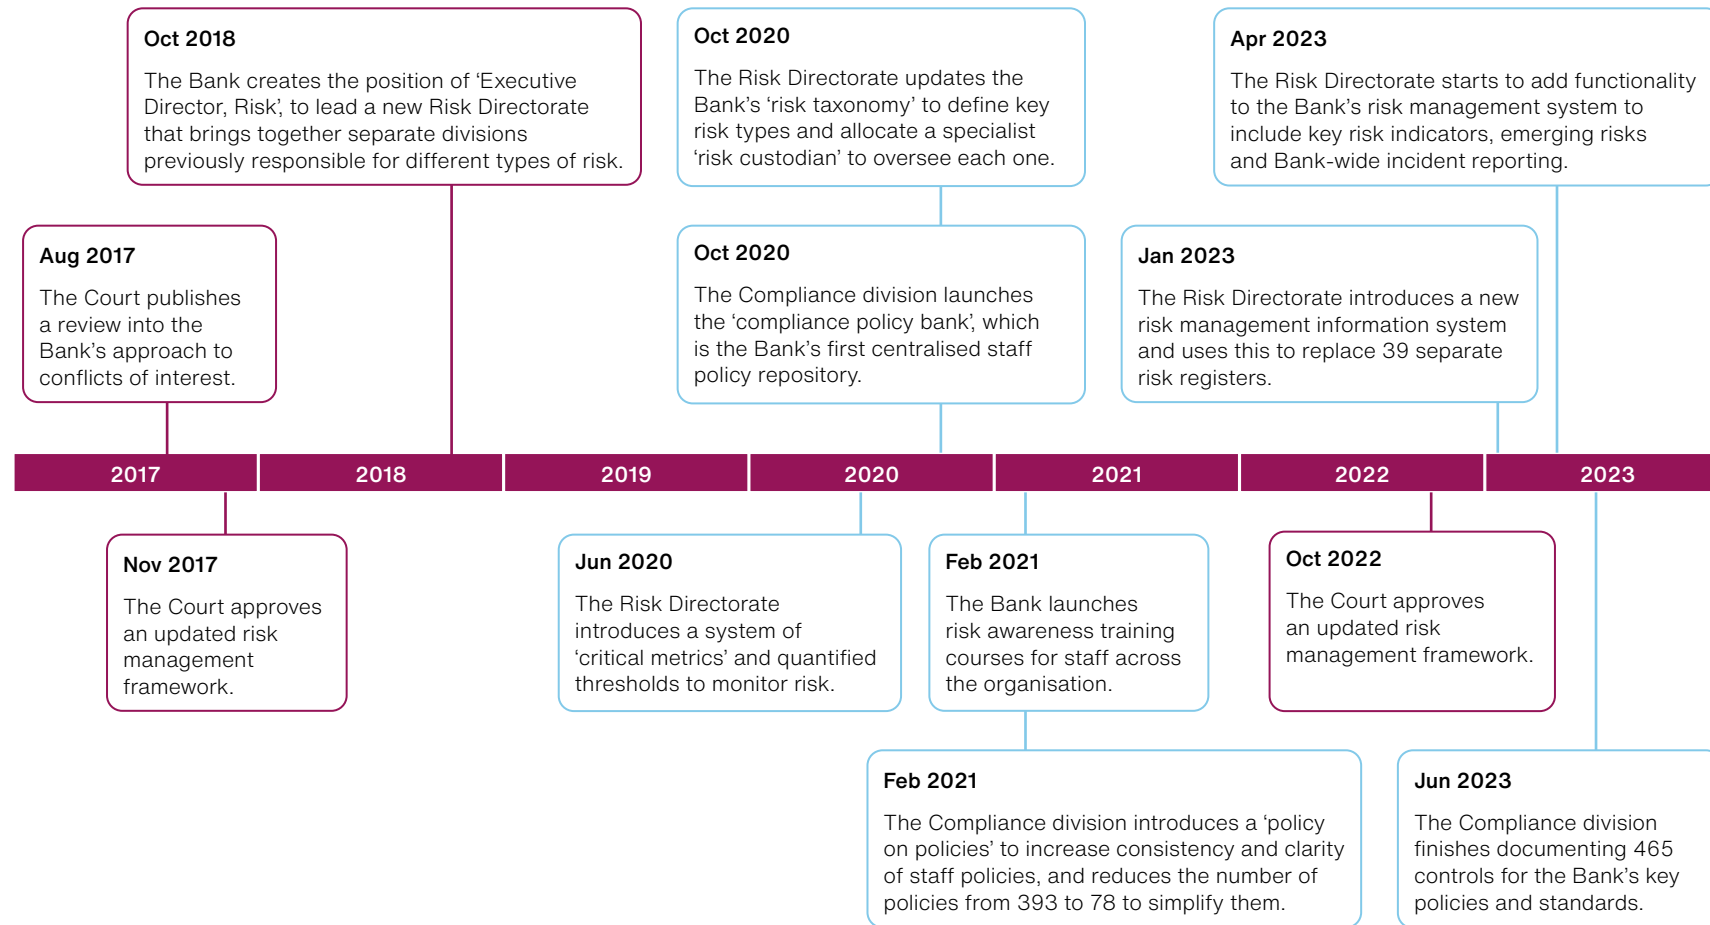 Oct 2018
The Bank creates the position of ‘Executive
Director, Risk’, to lead a new Risk Directorate
that brings together separate divisions
previously responsible for different types of risk.
Oct 2020
The Risk Directorate updates the
Bank’s ‘risk taxonomy’ to define key
risk types and allocate a specialist
‘risk custodian’ to oversee each one.
Apr 2023
The Risk Directorate starts to add functionality
to the Bank’s risk management system to
include key risk indicators, emerging risks
and Bank-wide incident reporting.
Aug 2017
The Court publishes
a review into the
Bank’s approach to
conflicts of interest.
Oct 2020
The Compliance division launches
the ‘compliance policy bank’, which
is the Bank’s first centralised staff
policy repository.
Jan 2023
The Risk Directorate introduces a new
risk management information system
and uses this to replace 39 separate
risk registers.
2017
2018
2019
2020
2021
2022
2023
Nov 2017
The Court approves
an updated risk
management
framework.
Jun 2020
The Risk Directorate
introduces a system of
‘critical metrics’ and quantified
thresholds to monitor risk.
Feb 2021
The Bank launches
risk awareness training
courses for staff across
the organisation.
Oct 2022
The Court approves
an updated risk
management framework.
Feb 2021
The Compliance division introduces a ‘policy
on policies’ to increase consistency and clarity
of staff policies, and reduces the number of
policies from 393 to 78 to simplify them.
Jun 2023
The Compliance division
finishes documenting 465
controls for the Bank’s key
policies and standards.